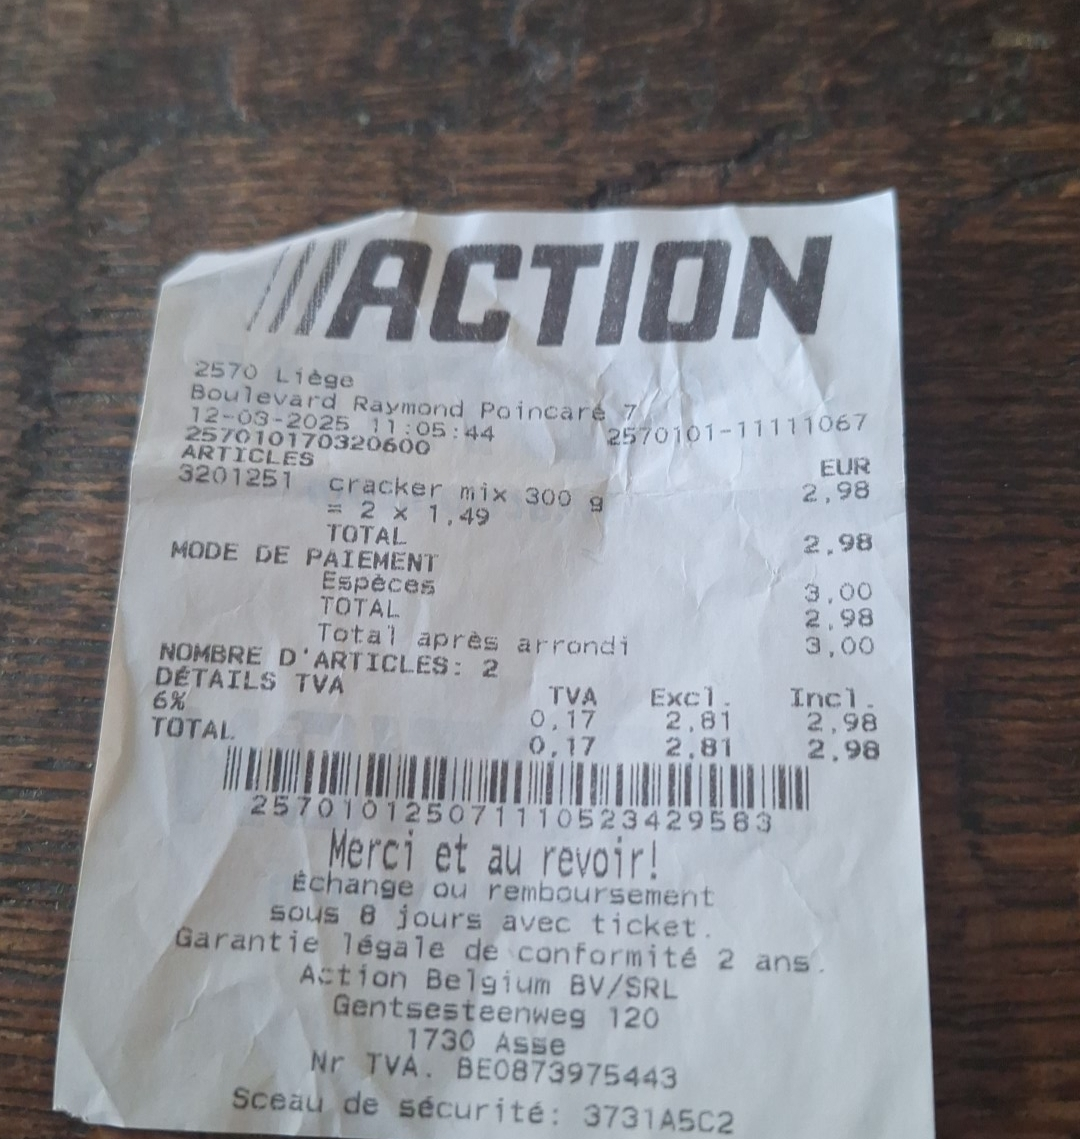 ACTION
2570 Liège
Boulevard Raymond Poincaré 7
12-03-2025 11:05:44 2570101-11111067
257010170320600
ARTICLES EUR
3201251 cracker mix 300 g 2,98
= 2 x 1,49
TOTAL 2,98
MODE DE PAIEMENT
Espèces 3,00
TOTAL 2,98
Total après arrondi 3,00
NOMBRE D'ARTICLES: 2
DÉTAILS TVA TVA Excl. Incl.
6% 0,17 2,81 2,98
TOTAL 0,17 2,81 2,98
2570101250711110523429583
Merci et au revoir!
Échange ou remboursement
sous 8 jours avec ticket.
Garantie légale de conformité 2 ans.
Action Belgium BV/SRL
Gentsesteenweg 120
1730 Asse
Nr TVA. BE0873975443
Sceau de sécurité: 3731A5C2